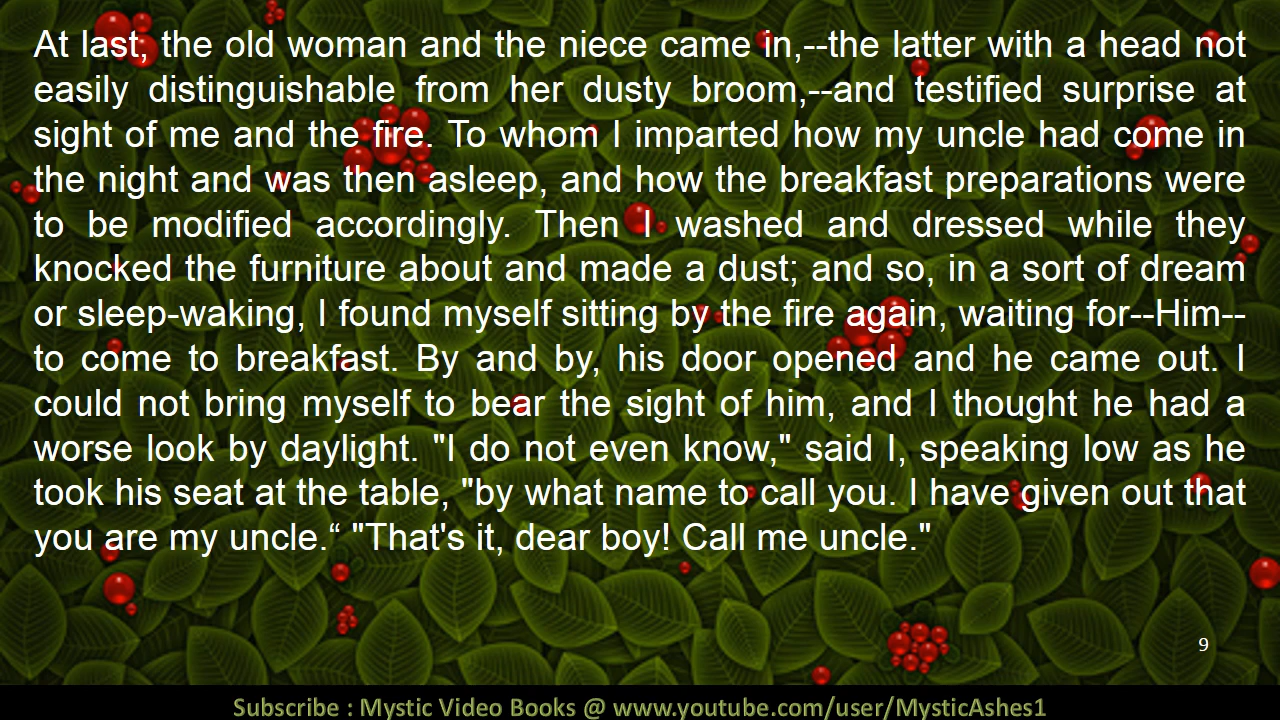 At last, the old woman and the niece came in,--the latter with a head not
easily distinguishable from her dusty broom,--and testified surprise at
sight of me and the fire. To whom I imparted how my uncle had come in
the night and was then asleep, and how the breakfast preparations were
to be modified accordingly. Then I washed and dressed while they
knocked the furniture about and made a dust; and so, in a sort of dream
or sleep-waking, I found myself sitting by the fire again, waiting for--Him--
to come to breakfast. By and by, his door opened and he came out. I
could not bring myself to bear the sight of him, and I thought he had a
worse look by daylight. "I do not even know," said I, speaking low as he
took his seat at the table, "by what name to call you. I have given out that
you are my uncle.“ "That's it, dear boy! Call me uncle."
9
Subscribe : Mystic Video Books @ www.youtube.com/user/MysticAshes1